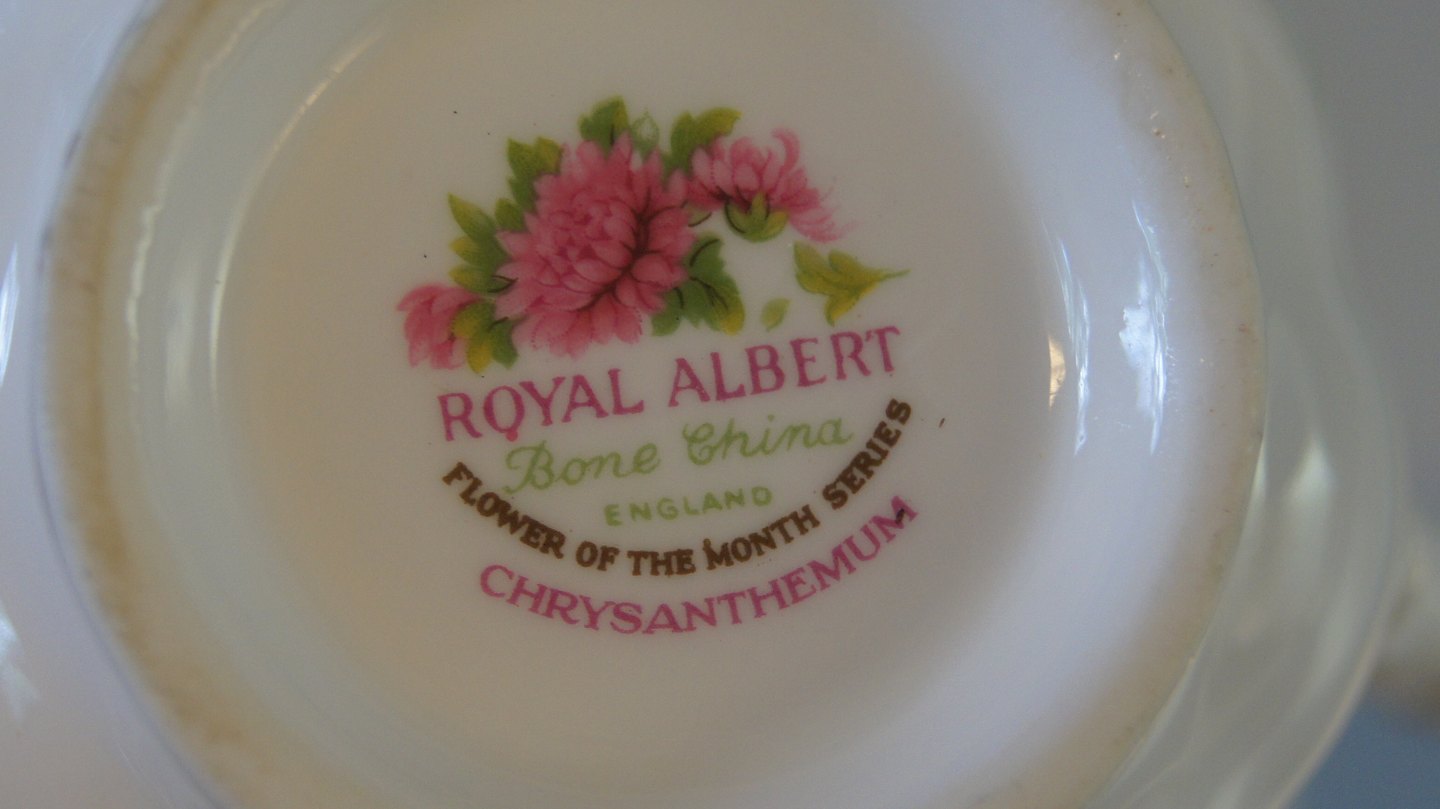 ROYAL ALBERT
Bone China
ENGLAND
FLOWER OF THE MONTH SERIES
CHRYSANTHEMUM